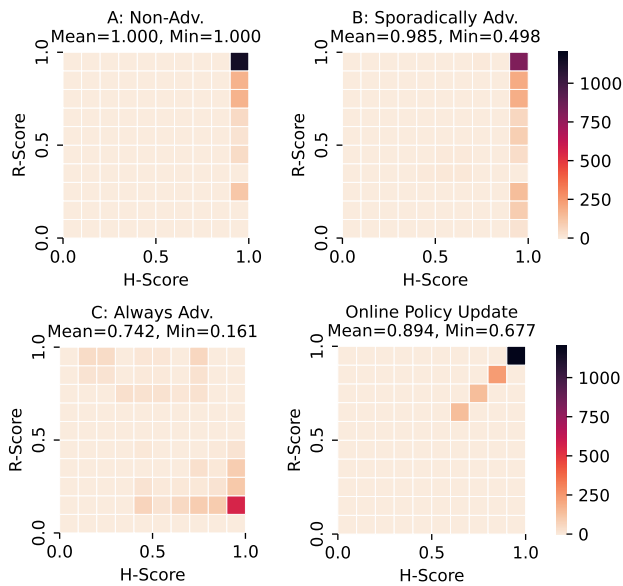 A: Non-Adv.
Mean=1.000, Min=1.000
R-Score
1.0
0.5
0.0
0.0
0.5
1.0
H-Score
B: Sporadically Adv.
Mean=0.985, Min=0.498
R-Score
1.0
0.5
0.0
0.0
0.5
1.0
H-Score
1000
750
500
250
0
C: Always Adv.
Mean=0.742, Min=0.161
R-Score
1.0
0.5
0.0
0.0
0.5
1.0
H-Score
Online Policy Update
Mean=0.894, Min=0.677
R-Score
1.0
0.5
0.0
0.0
0.5
1.0
H-Score
1000
750
500
250
0